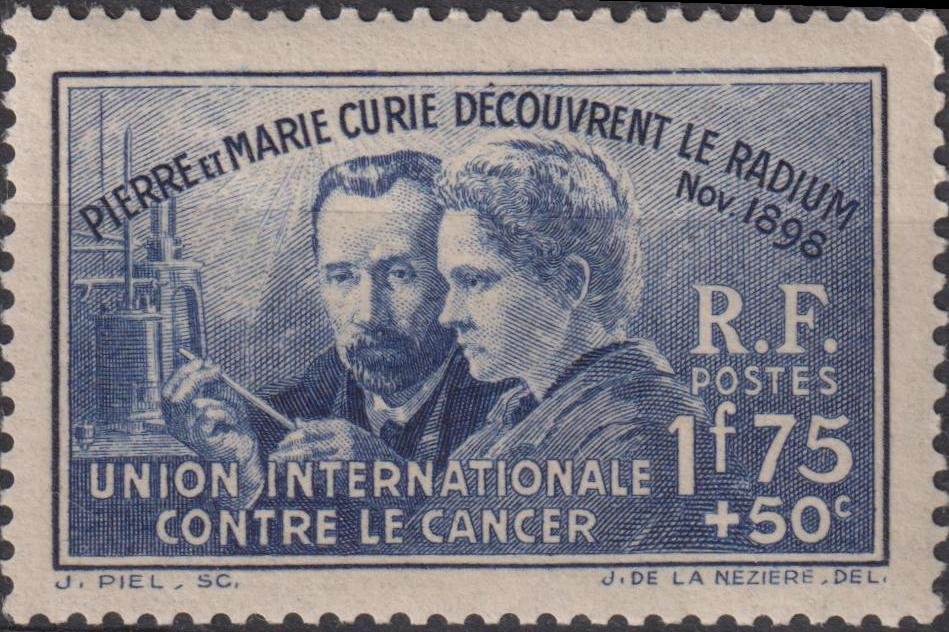 PIERRE ET MARIE CURIE DÉCOUVRENT LE RADIUM
NOV. 1898
R.F.
POSTES
1f75
+50c
UNION INTERNATIONALE
CONTRE LE CANCER
J. PIEL, SC.
J. DE LA NEZIÈRE, DEL.